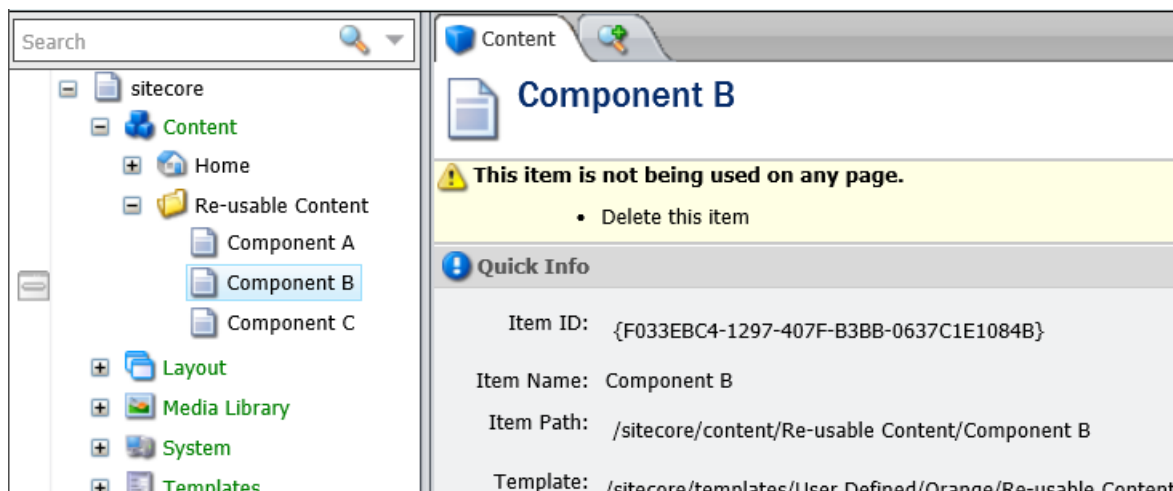 Search
sitecore
Content
Home
Re-usable Content
Component A
Component B
Component C
Layout
Media Library
System
Templates
Content
Component B
This item is not being used on any page.
• Delete this item
Quick Info
Item ID: {F033EBC4-1297-407F-B3BB-0637C1E1084B}
Item Name: Component B
Item Path: /sitecore/content/Re-usable Content/Component B
Template: /sitecore/templates/User Defined/Orange/Re-usable Content